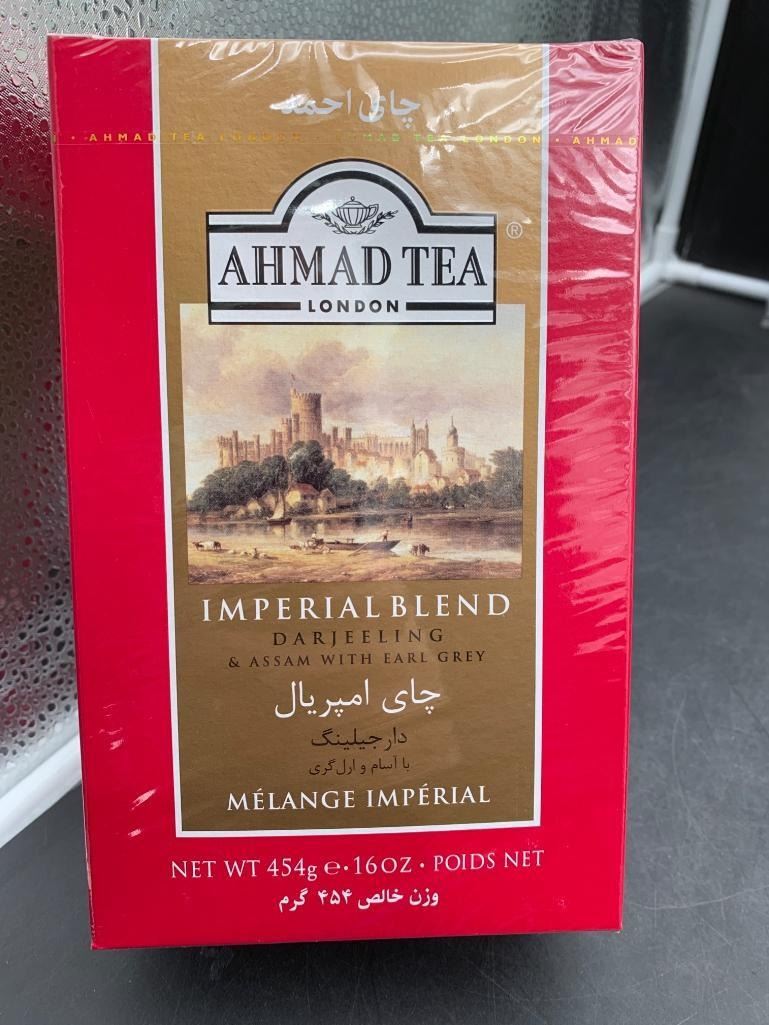 چای احمد
• AHMAD TEA LONDON • AHMAD TEA LONDON • AHMAD
AHMAD TEA ®
LONDON
IMPERIAL BLEND
DARJEELING
& ASSAM WITH EARL GREY
چای امپریال
دارجیلینگ
با آسام و ارل گری
MÉLANGE IMPÉRIAL
NET WT 454g e • 16OZ • POIDS NET
وزن خالص ۴۵۴ گرم